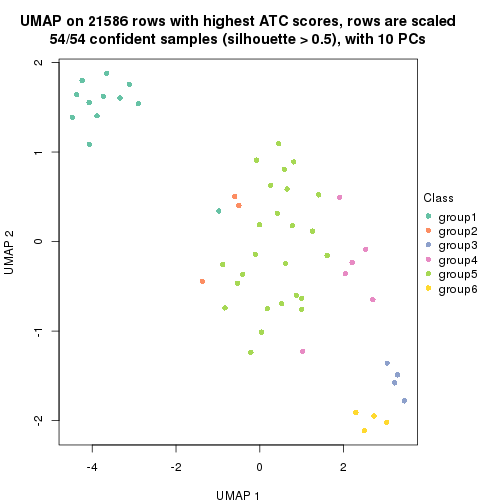 UMAP on 21586 rows with highest ATC scores, rows are scaled
54/54 confident samples (silhouette > 0.5), with 10 PCs
2
1
0
-1
-2
UMAP 2
-4
-2
0
2
UMAP 1
Class
group1
group2
group3
group4
group5
group6